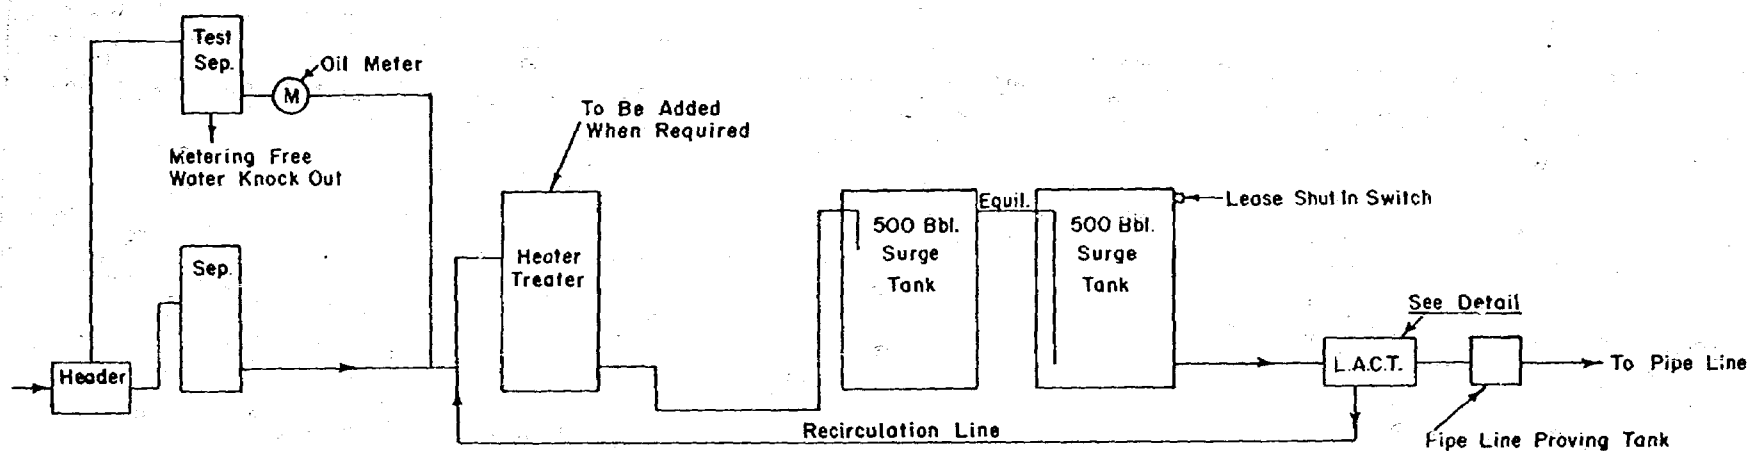 Test
Sep.
Oil Meter
M
Metering Free
Water Knock Out
To Be Added
When Required
Sep.
Header
Heater
Treater
500 Bbl.
Surge
Tank
Equil.
500 Bbl.
Surge
Tank
Lease Shut In Switch
See Detail
L.A.C.T.
To Pipe Line
Recirculation Line
Pipe Line Proving Tank